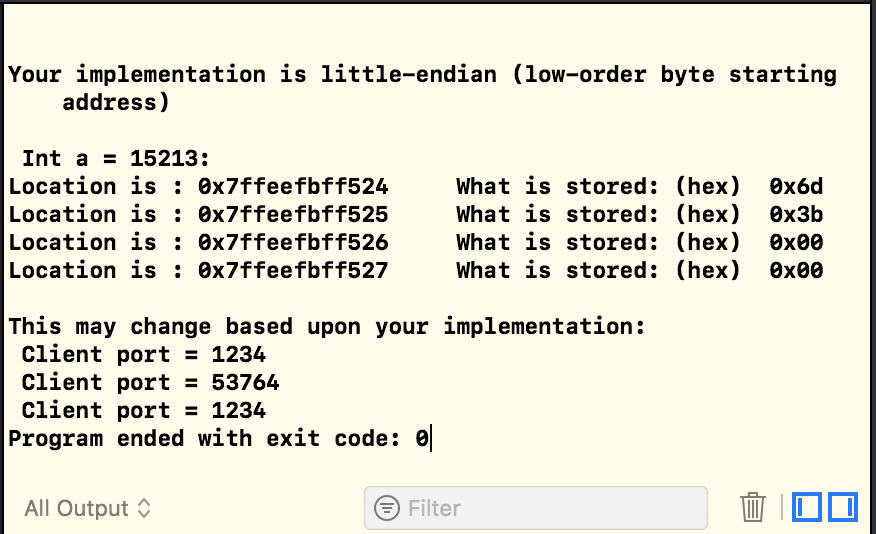 Your implementation is little-endian (low-order byte starting
address)
Int a = 15213:
Location is : 0x7ffeefbff524 What is stored: (hex) 0x6d
Location is : 0x7ffeefbff525 What is stored: (hex) 0x3b
Location is : 0x7ffeefbff526 What is stored: (hex) 0x00
Location is : 0x7ffeefbff527 What is stored: (hex) 0x00
This may change based upon your implementation:
Client port = 1234
Client port = 53764
Client port = 1234
Program ended with exit code: 0
All Output Filter